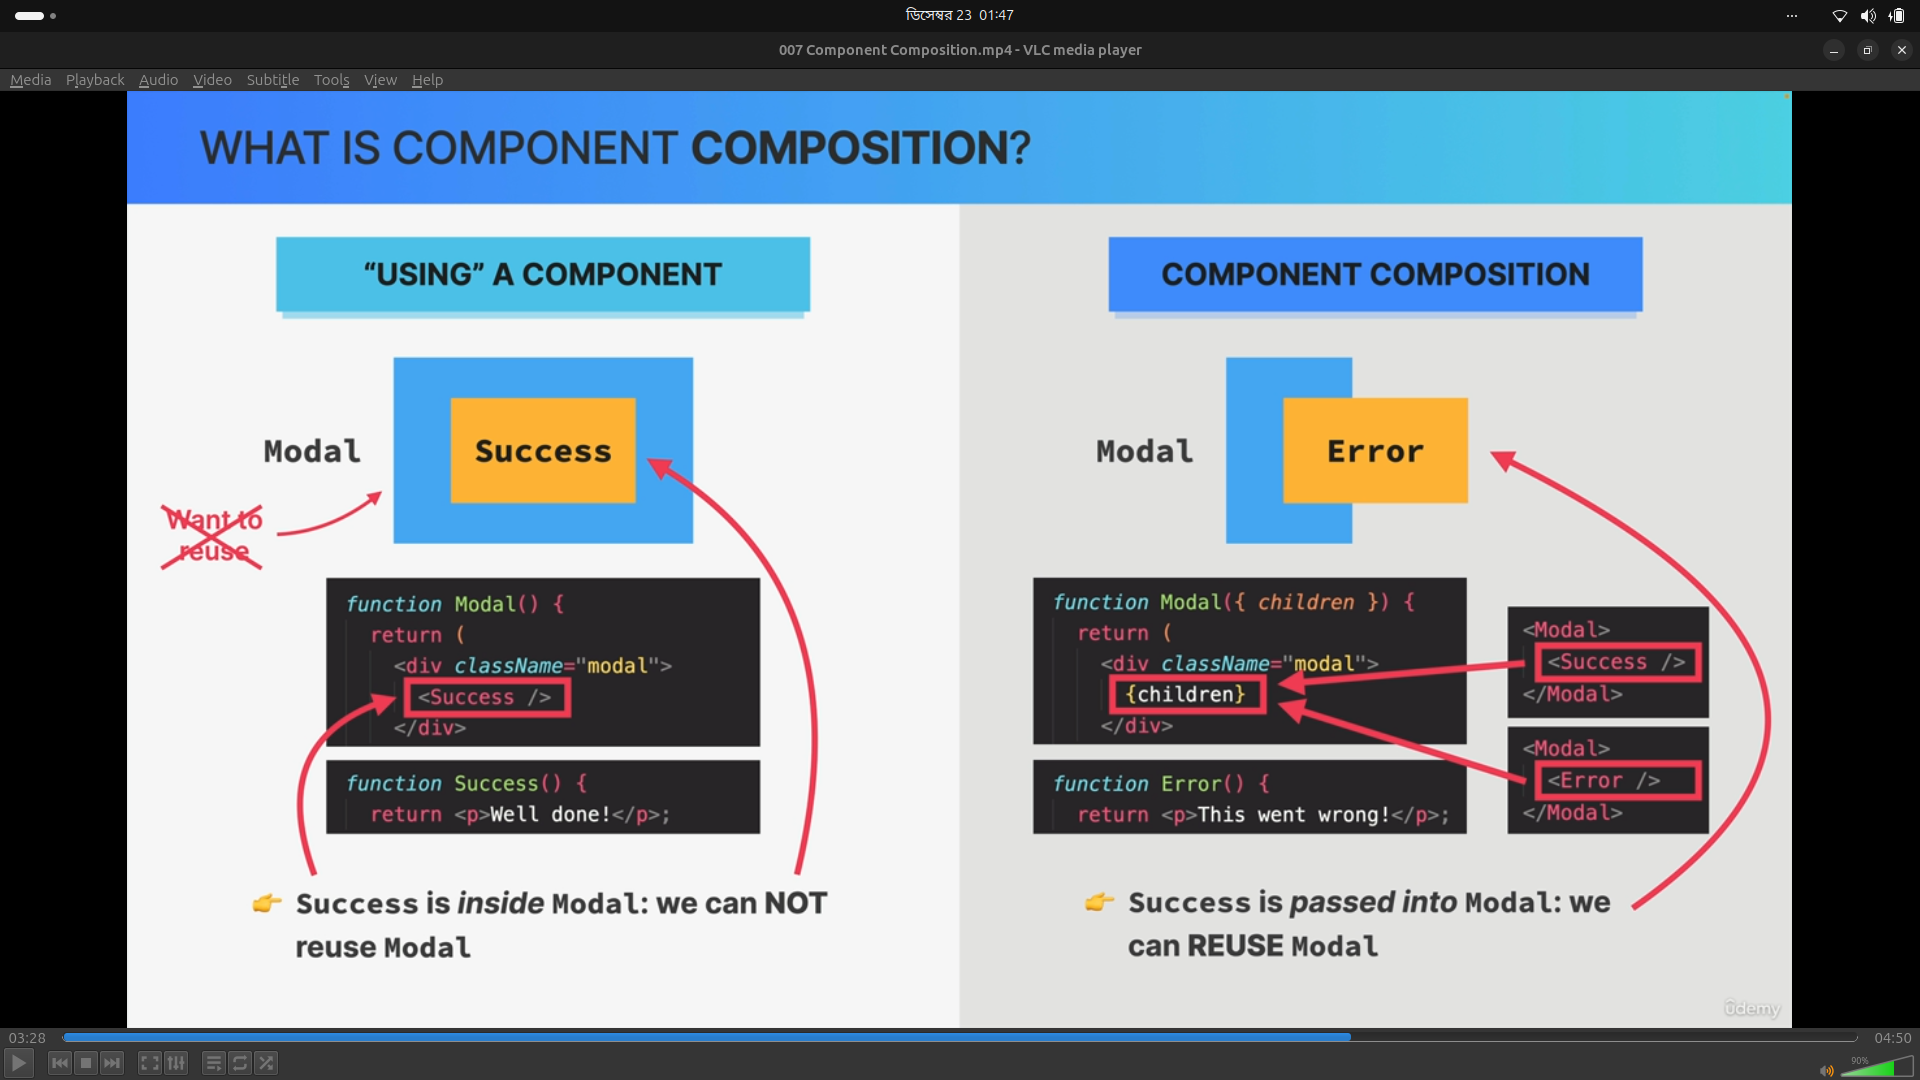 ডিসেম্বর 23 01:47
007 Component Composition.mp4 - VLC media player
Media Playback Audio Video Subtitle Tools View Help
WHAT IS COMPONENT COMPOSITION?
“USING” A COMPONENT
Modal
Success
Want to
reuse
function Modal() {
return (
<div className="modal">
<Success />
</div>
function Success() {
return <p>Well done!</p>;
👉 Success is inside Modal: we can NOT
reuse Modal
COMPONENT COMPOSITION
Modal
Error
function Modal({ children }) {
return (
<div className="modal">
{children}
</div>
<Modal>
<Success />
</Modal>
<Modal>
<Error />
</Modal>
function Error() {
return <p>This went wrong!</p>;
👉 Success is passed into Modal: we
can REUSE Modal
ûdemy
03:28
04:50
90%